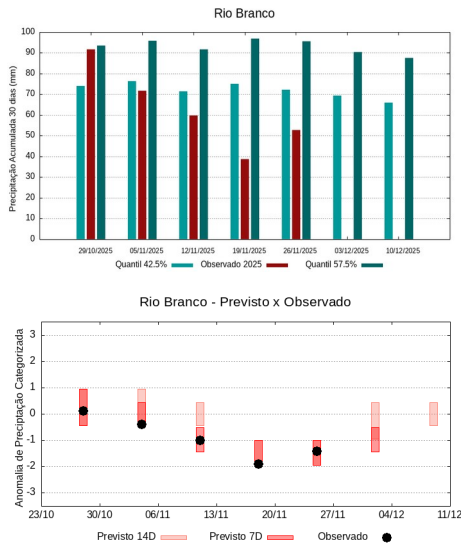 Rio Branco
Precipitação Acumulada 30 dias (mm)
100
90
80
70
60
50
40
30
20
10
0
29/10/2025 05/11/2025 12/11/2025 19/11/2025 26/11/2025 03/12/2025 10/12/2025
Quantil 42.5% Observado 2025 Quantil 57.5%
Rio Branco - Previsto x Observado
Anomalia de Precipitação Categorizada
3
2
1
0
-1
-2
-3
23/10 30/10 06/11 13/11 20/11 27/11 04/12 11/12
Previsto 14D Previsto 7D Observado